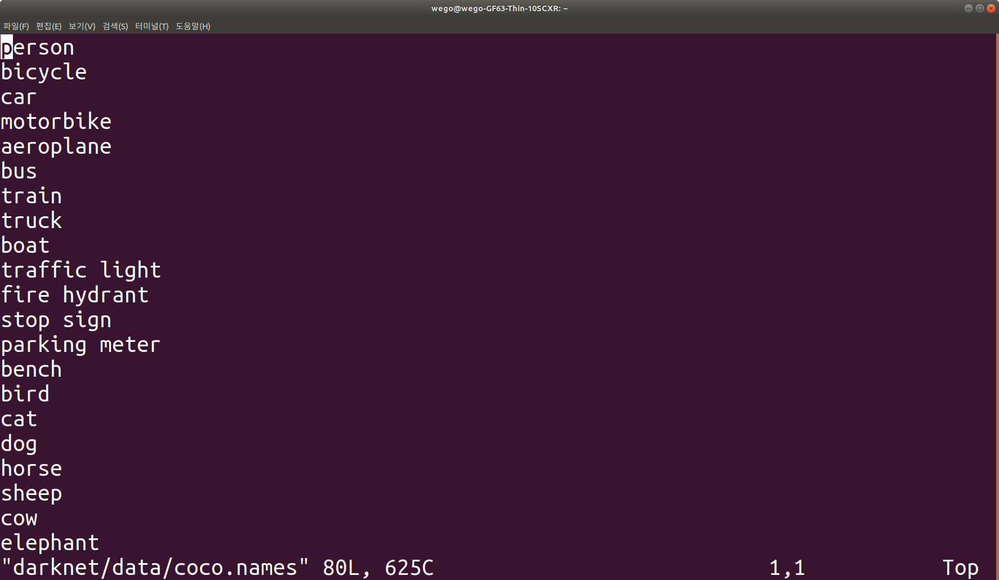 wego@wego-GF63-Thin-10SCXR: ~
파일(F) 편집(E) 보기(V) 검색(S) 터미널(T) 도움말(H)
person
bicycle
car
motorbike
aeroplane
bus
train
truck
boat
traffic light
fire hydrant
stop sign
parking meter
bench
bird
cat
dog
horse
sheep
cow
elephant
"darknet/data/coco.names" 80L, 625C 1,1 Top